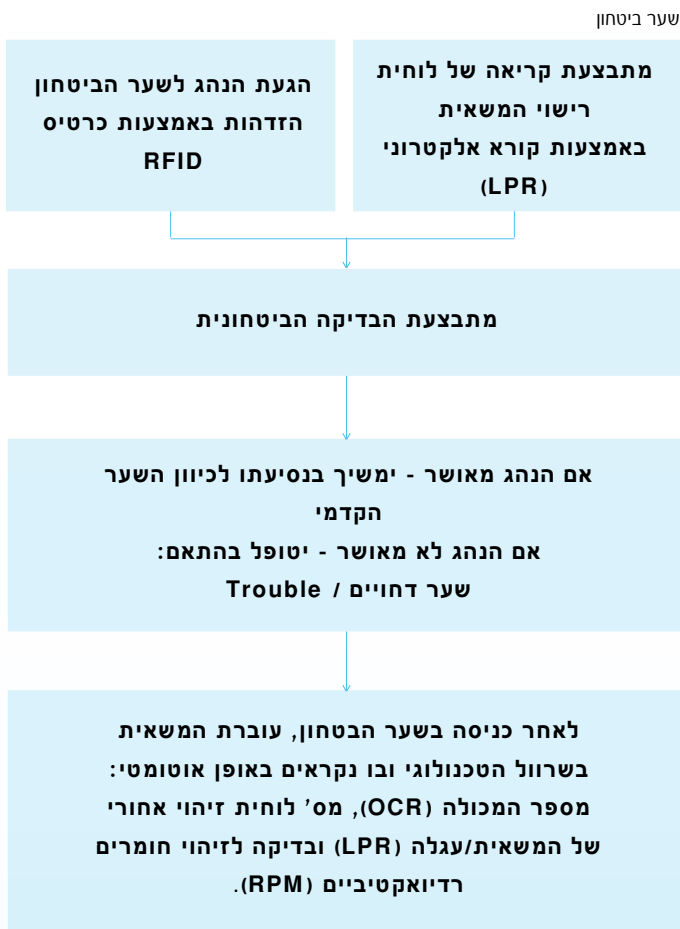 שער ביטחון
מתבצעת קריאה של לוחית
רישוי המשאית
באמצעות קורא אלקטרוני
(LPR)
הגעת הנהג לשער הביטחון
הזדהות באמצעות כרטיס
RFID
מתבצעת הבדיקה הביטחונית
אם הנהג מאושר - ימשיך בנסיעתו לכיוון השער
הקדמי
אם הנהג לא מאושר - יטופל בהתאם:
שער דחויים / Trouble
לאחר כניסה בשער הבטחון, עוברת המשאית
בשרוול הטכנולוגי ובו נקראים באופן אוטומטי:
מספר המכולה (OCR), מס' לוחית זיהוי אחורי
של המשאית/עגלה (LPR) ובדיקה לזיהוי חומרים
רדיואקטיביים (RPM).